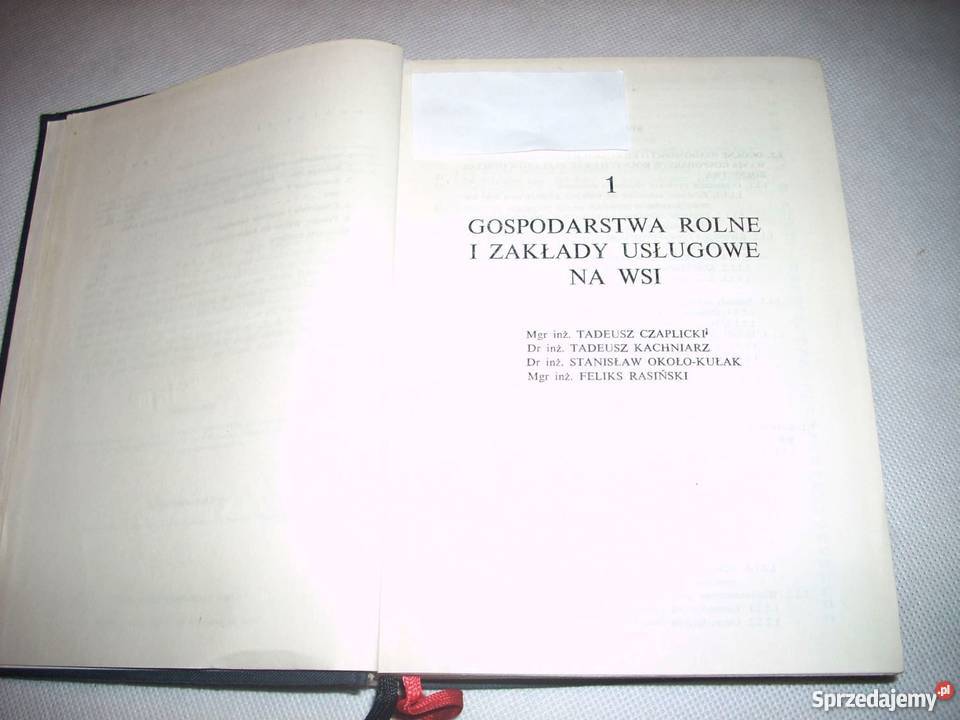 1
GOSPODARSTWA ROLNE
I ZAKŁADY USŁUGOWE
NA WSI
Mgr inż. TADEUSZ CZAPLICKI
Dr inż. TADEUSZ KACHNIARZ
Dr inż. STANISŁAW OKOŁO-KUŁAK
Mgr inż. FELIKS RASIŃSKI
Sprzedajemy.pl